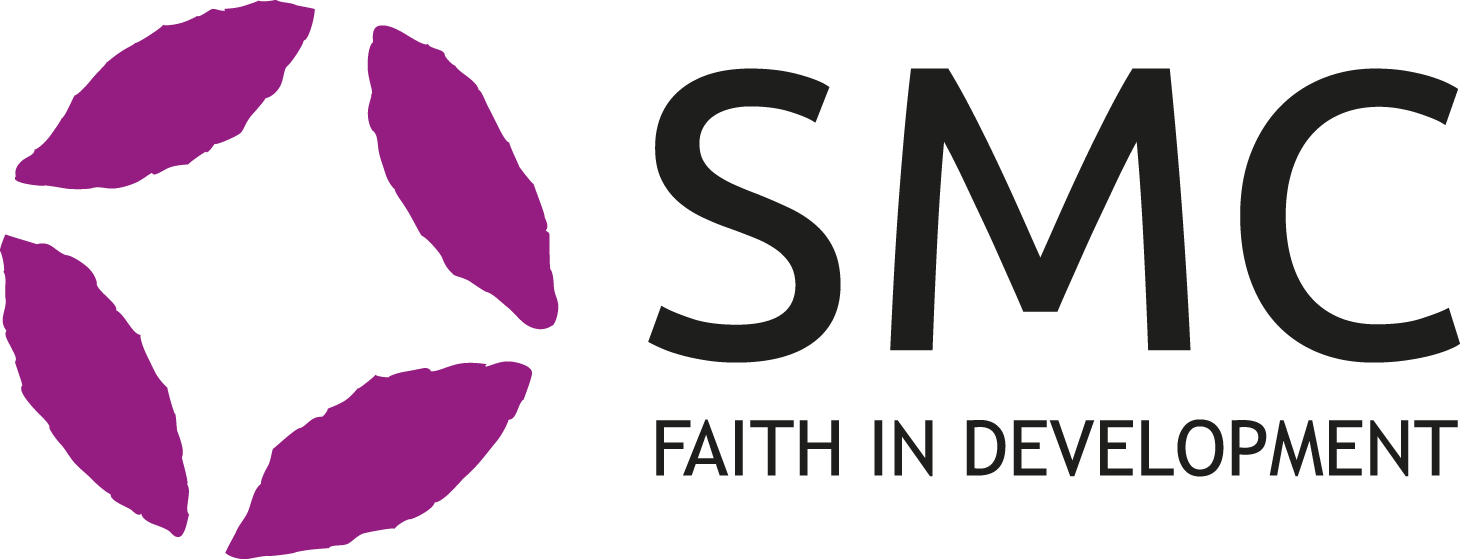 SMC
FAITH IN DEVELOPMENT